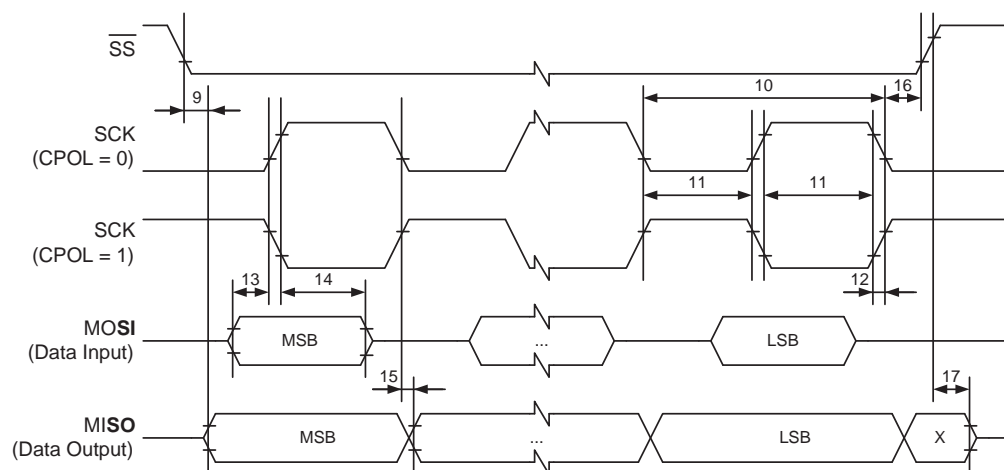 SS
9
10
16
SCK
(CPOL = 0)
11
11
SCK
(CPOL = 1)
13
14
12
MOSI
(Data Input)
MSB
...
LSB
15
17
MISO
(Data Output)
MSB
...
LSB
X